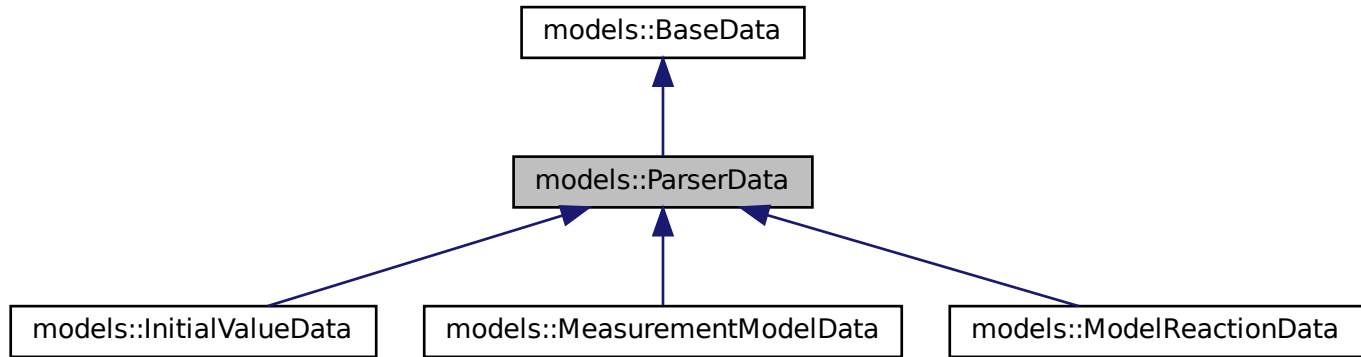 models::BaseData
models::ParserData
models::InitialValueData
models::MeasurementModelData
models::ModelReactionData